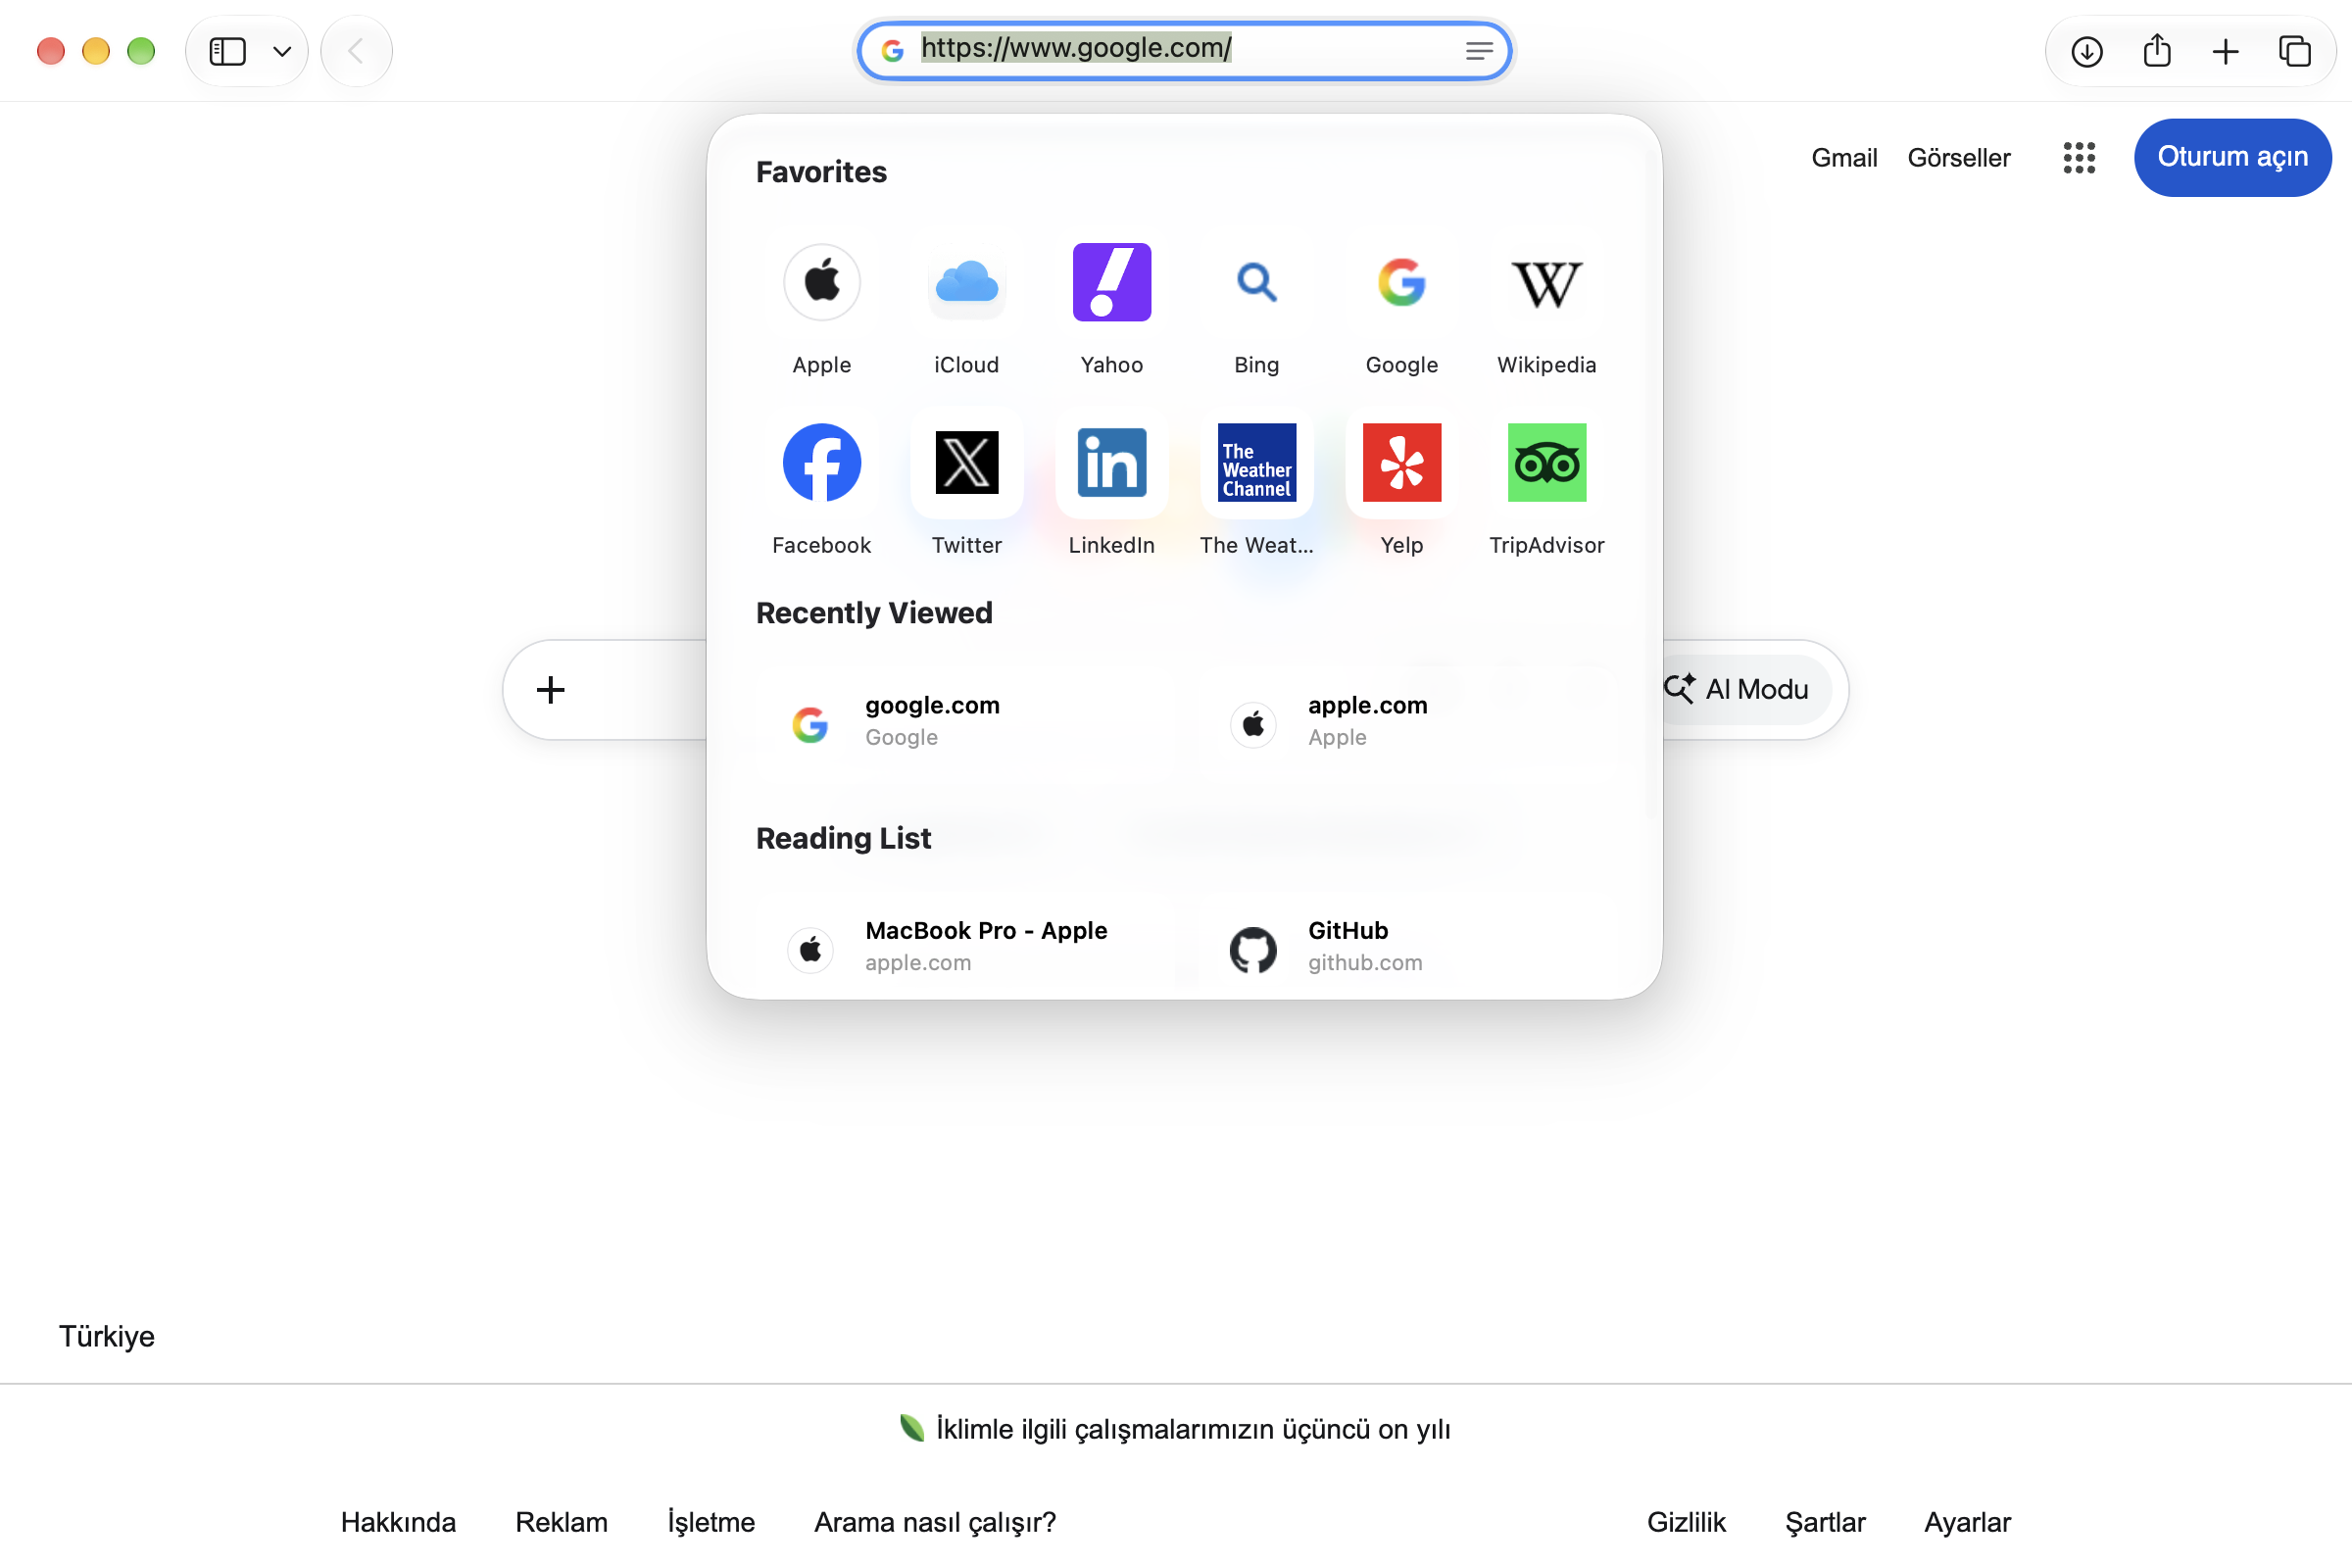 https://www.google.com/
Gmail Görseller Oturum açın
Favorites
Apple iCloud Yahoo Bing Google Wikipedia
The Weather Channel
Facebook Twitter LinkedIn The Weat... Yelp TripAdvisor
Recently Viewed
google.com
Google
apple.com
Apple
AI Modu
Reading List
MacBook Pro - Apple
apple.com
GitHub
github.com
Türkiye
İklimle ilgili çalışmalarımızın üçüncü on yılı
Hakkında Reklam İşletme Arama nasıl çalışır? Gizlilik Şartlar Ayarlar